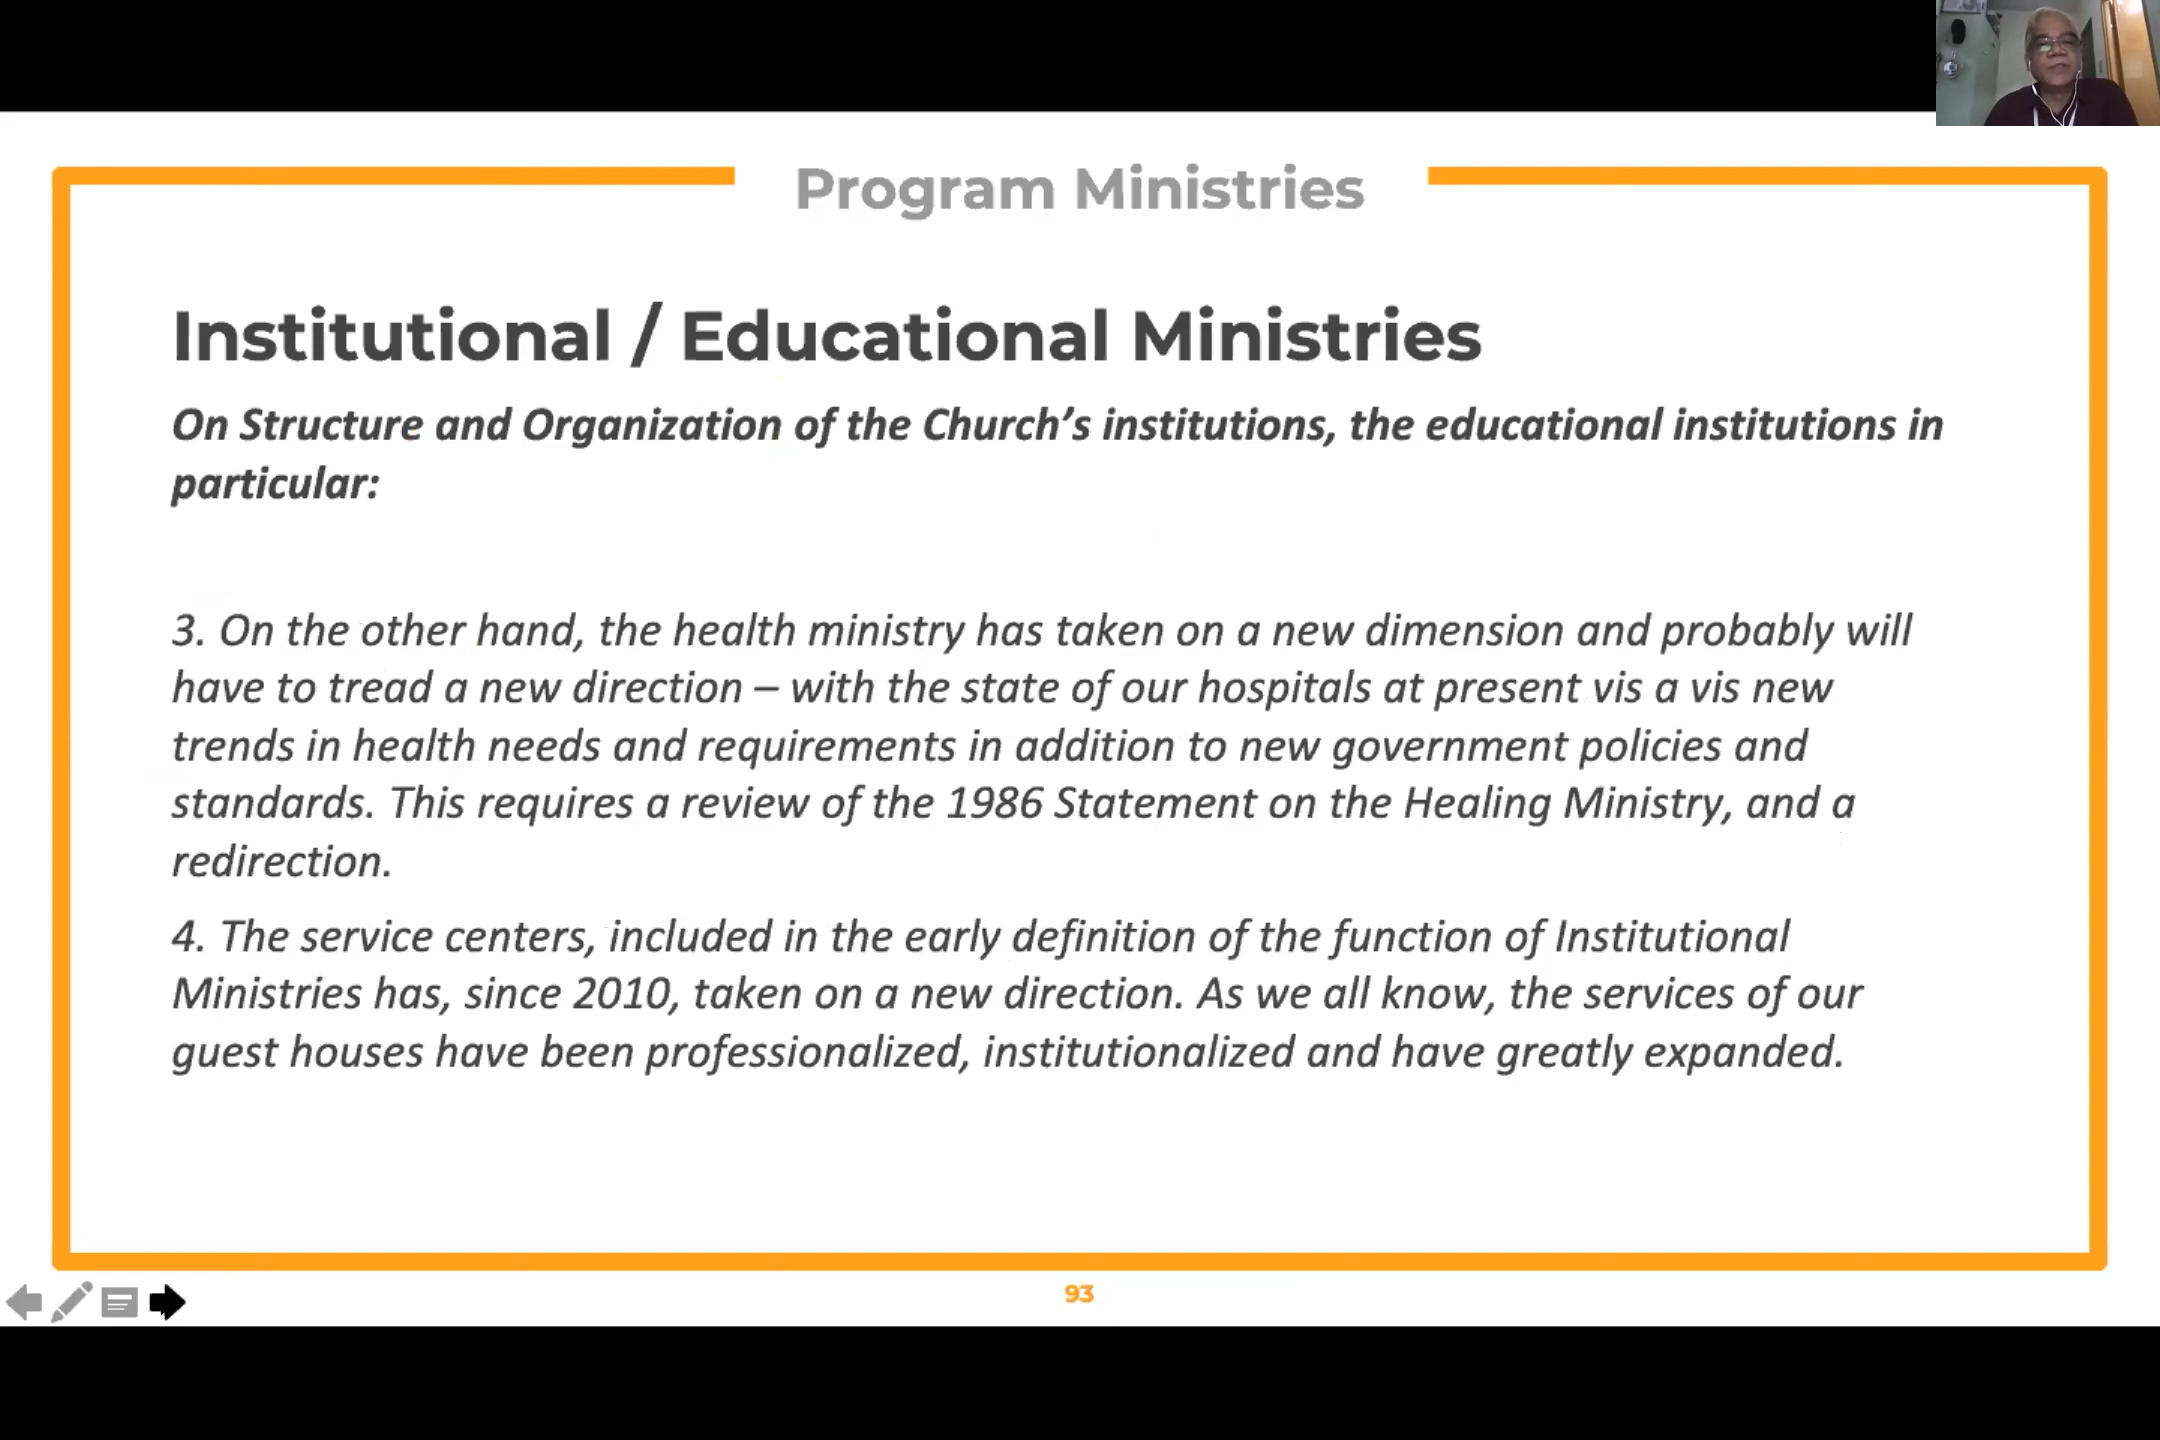 Program Ministries
Institutional / Educational Ministries
On Structure and Organization of the Church’s institutions, the educational institutions in
particular:
3. On the other hand, the health ministry has taken on a new dimension and probably will
have to tread a new direction – with the state of our hospitals at present vis a vis new
trends in health needs and requirements in addition to new government policies and
standards. This requires a review of the 1986 Statement on the Healing Ministry, and a
redirection.
4. The service centers, included in the early definition of the function of Institutional
Ministries has, since 2010, taken on a new direction. As we all know, the services of our
guest houses have been professionalized, institutionalized and have greatly expanded.
93